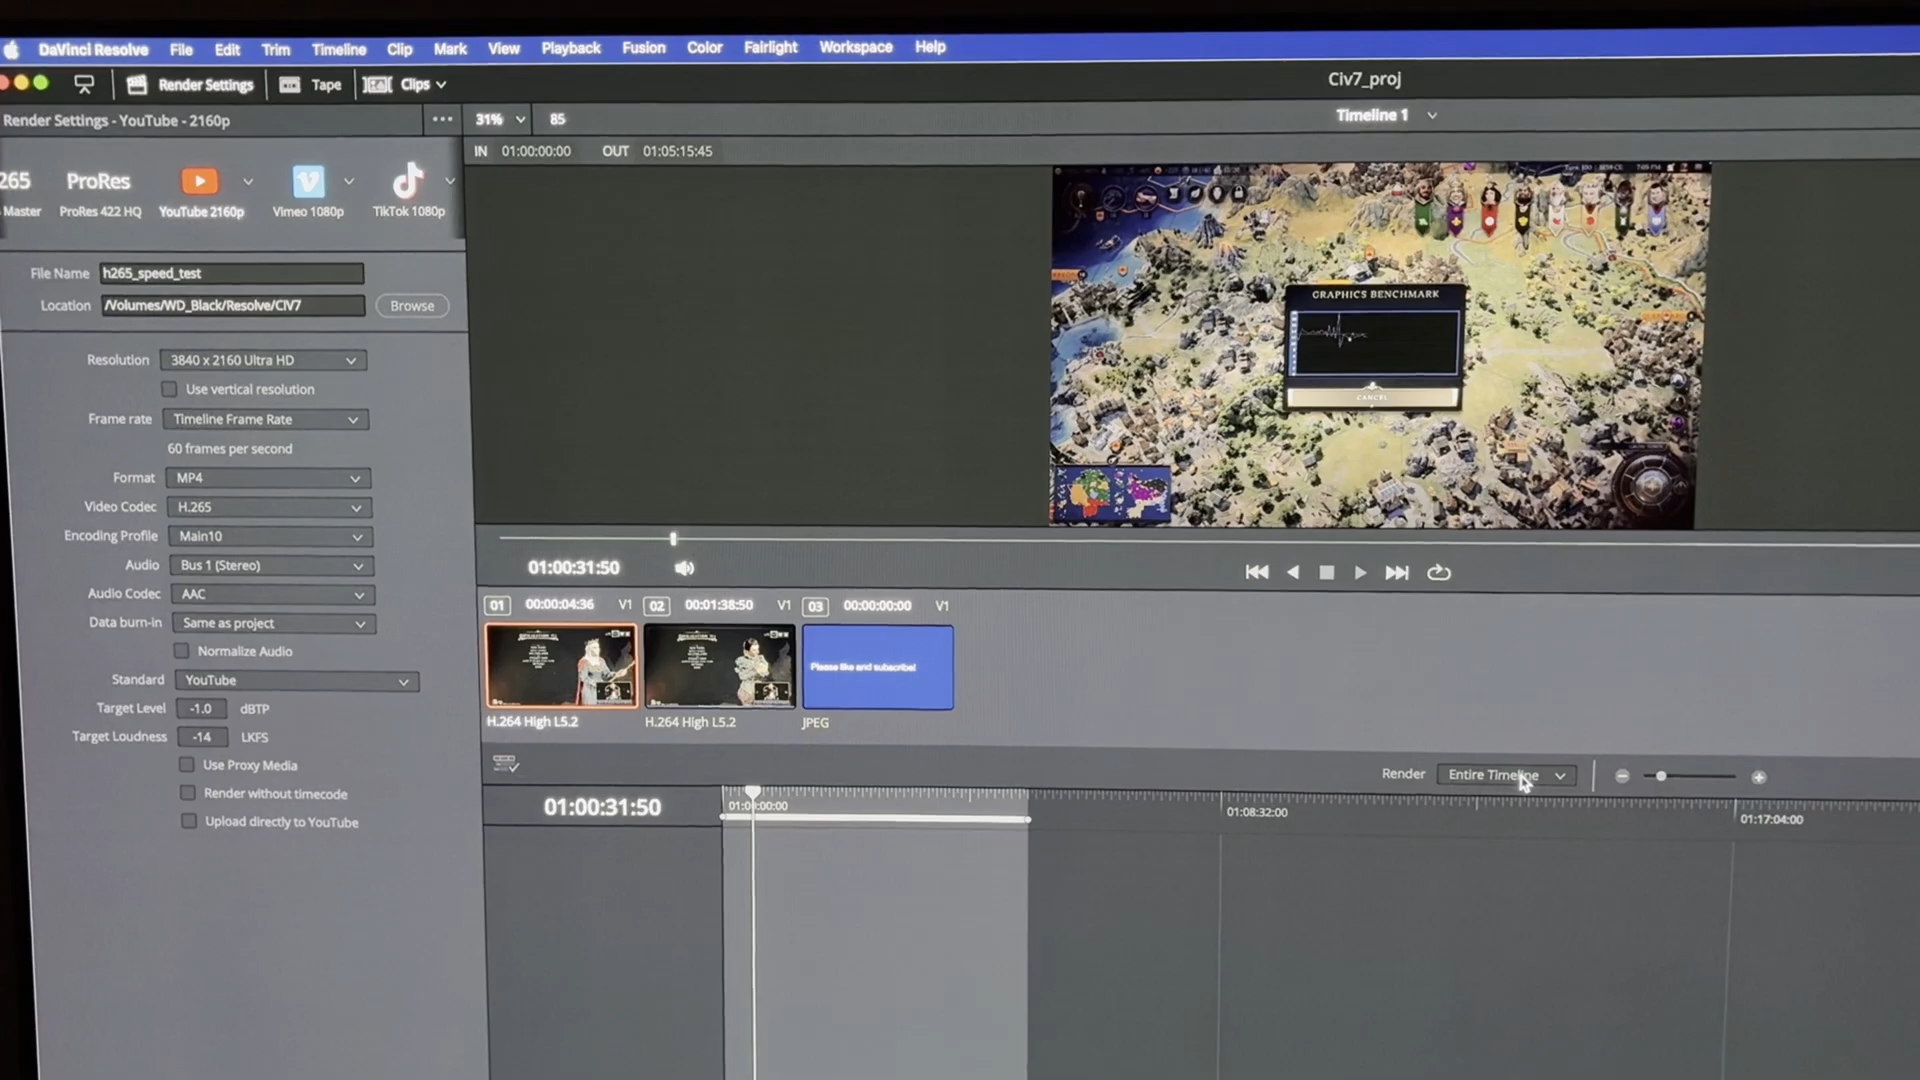 DaVinci Resolve File Edit Trim Timeline Clip Mark View Playback Fusion Color Fairlight Workspace Help
Render Settings Tape Clips
Civ7_proj
Render Settings - YouTube - 2160p ••• 31% 85
Timeline 1
IN 01:00:00:00 OUT 01:05:15:45
265 ProRes
Master ProRes 422 HQ YouTube 2160p Vimeo 1080p TikTok 1080p
File Name h265_speed_test
Location /Volumes/WD_Black/Resolve/CIV7 Browse
GRAPHICS BENCHMARK
CANCEL
Resolution 3840 x 2160 Ultra HD
Use vertical resolution
Frame rate Timeline Frame Rate
60 frames per second
Format MP4
Video Codec H.265
Encoding Profile Main10
Audio Bus 1 (Stereo)
Audio Codec AAC
Data burn-in Same as project
Normalize Audio
Standard YouTube
Target Level -1.0 dBTP
Target Loudness -14 LKFS
Use Proxy Media
Render without timecode
Upload directly to YouTube
01:00:31:50
01 00:00:04:36 V1 02 00:01:38:50 V1 03 00:00:00:00 V1
Please like and subscribe!
H.264 High L5.2 H.264 High L5.2 JPEG
Render Entire Timeline
01:00:31:50 01:00:00:00 01:08:32:00 01:17:04:00